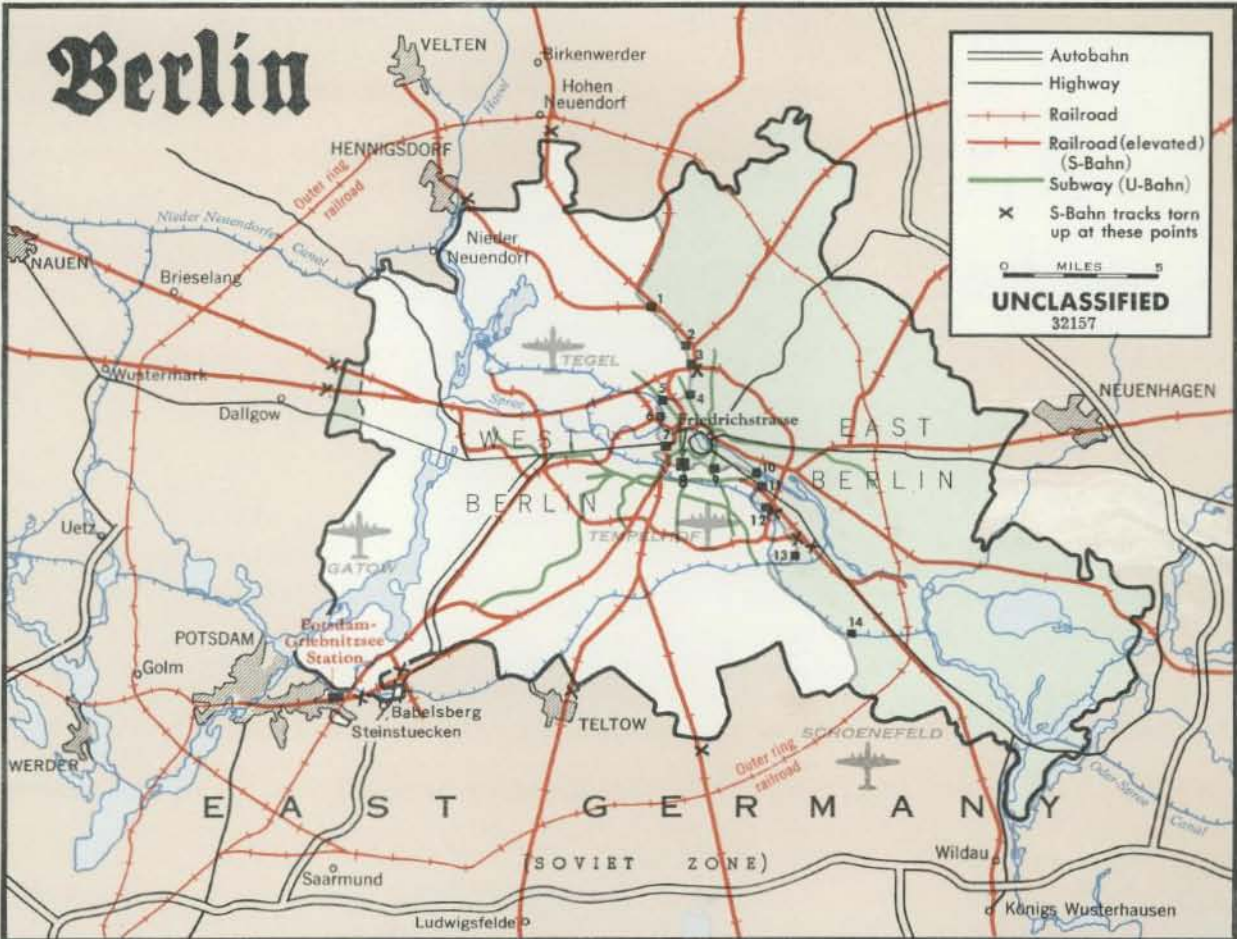 Berlin
VELTEN
Birkenwerder
Hohen
Neuendorf
Havel
HENNIGSDORF
Outer ring
railroad
Nieder Neuendorfer Canal
Nieder
Neuendorf
NAUEN
Brieselang
Wustermark
Dallgow
Autobahn
Highway
Railroad
Railroad (elevated)
(S-Bahn)
Subway (U-Bahn)
S-Bahn tracks torn
up at these points
0 MILES 5
UNCLASSIFIED
32157
1
2
3
TEGEL
4
5
6
Spree
Friedrichstrasse
NEUENHAGEN
WEST
BERLIN
EAST
BERLIN
7
8
9
10
11
12
13
14
Uetz
GATOW
TEMPELHOF
POTSDAM
Potsdam-
Griebnitzsee
Station
Golm
Babelsberg
Steinstuecken
TELTOW
WERDER
SCHOENEFELD
Outer ring
railroad
Oder-Spree
Canal
EAST GERMANY
(SOVIET ZONE)
Saarmund
Wildau
Ludwigsfelde
Königs Wusterhausen